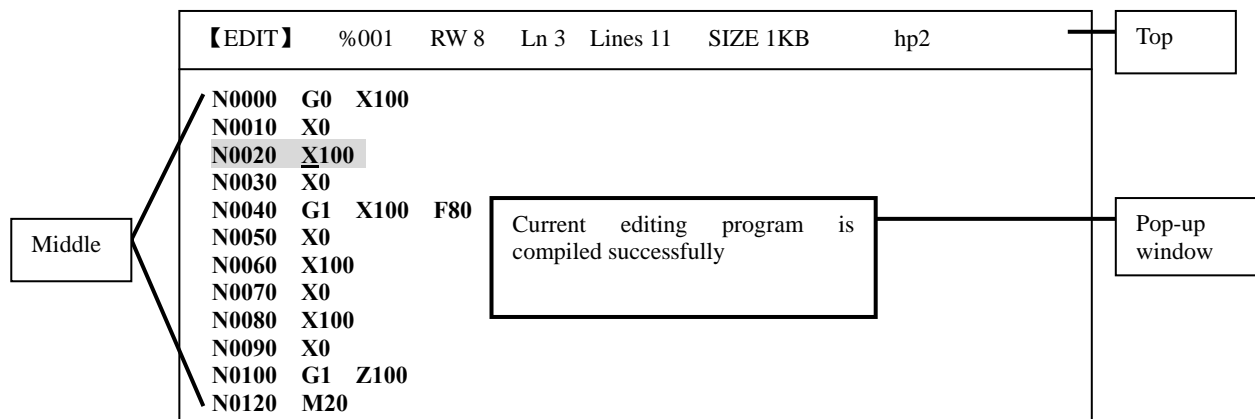 【EDIT】 %001 RW 8 Ln 3 Lines 11 SIZE 1KB hp2
Top
N0000 G0 X100
N0010 X0
N0020 X100
N0030 X0
N0040 G1 X100 F80
N0050 X0
N0060 X100
N0070 X0
N0080 X100
N0090 X0
N0100 G1 Z100
N0120 M20
Middle
Current editing program is
compiled successfully
Pop-up
window